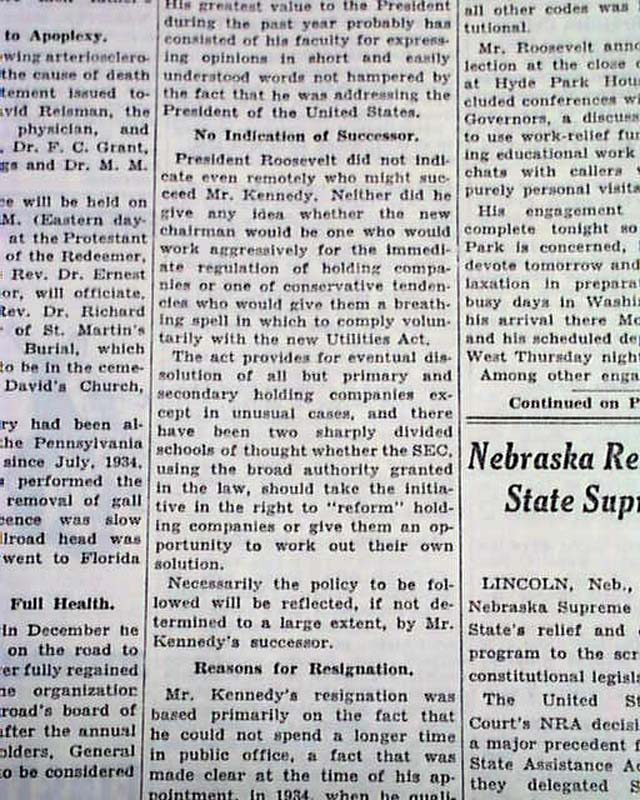 to Apoplexy.
wing arteriosclero-
the cause of death
tement issued to-
vid Reisman, the
physician, and
Dr. F. C. Grant,
gs and Dr. M. M.
ce will be held on
M. (Eastern day-
at the Protestant
of the Redeemer,
Rev. Dr. Ernest
or, will officiate,
Rev. Dr. Richard
of St. Martin's
Burial, which
to be in the ceme-
David's Church,
ry had been al-
the Pennsylvania
since July, 1934,
s performed the
removal of gall
cence was slow
ilroad head was
went to Florida
Full Health.
In December he
on the road to
er fully regained
he organization
road's board of
after the annual
olders, General
to be considered
His greatest value to the President
during the past year probably has
consisted of his faculty for express-
ing opinions in short and easily
understood words not hampered by
the fact that he was addressing the
President of the United States.
No Indication of Successor.
President Roosevelt did not indi-
cate even remotely who might suc-
ceed Mr. Kennedy. Neither did he
give any idea whether the new
chairman would be one who would
work aggressively for the immedi-
ate regulation of holding compa-
nies or one of conservative tenden-
cies who would give them a breath-
ing spell in which to comply volun-
tarily with the new Utilities Act.
The act provides for eventual dis-
solution of all but primary and
secondary holding companies ex-
cept in unusual cases, and there
have been two sharply divided
schools of thought whether the SEC,
using the broad authority granted
in the law, should take the initia-
tive in the right to "reform" hold-
ing companies or give them an op-
portunity to work out their own
solution.
Necessarily the policy to be fol-
lowed will be reflected, if not de-
termined to a large extent, by Mr.
Kennedy's successor.
Reasons for Resignation.
Mr. Kennedy's resignation was
based primarily on the fact that
he could not spend a longer time
in public office, a fact that was
made clear at the time of his ap-
pointment, in 1934, when he quali-
all other codes was
tutional.
Mr. Roosevelt anno
lection at the close o
at Hyde Park Hou
cluded conferences w
Governors, a discuss
to use work-relief fun
ing educational work
chats with callers
purely personal visita
His engagement
complete tonight so
Park is concerned,
devote tomorrow and
laxation in preparat
busy days in Washi
his arrival there Mo
and his scheduled dep
West Thursday night
Among other enga
Continued on P
Nebraska Re
State Supr
LINCOLN, Neb.,
Nebraska Supreme
State's relief and
program to the scr
constitutional legisla
The United St
Court's NRA decisi
a major precedent f
State Assistance Ac
they delegated